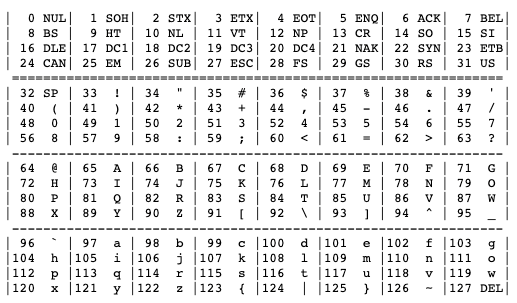 0 NUL| 1 SOH| 2 STX| 3 ETX| 4 EOT| 5 ENQ| 6 ACK| 7 BEL|
8 BS| 9 HT| 10 NL| 11 VT| 12 NP| 13 CR| 14 SO| 15 SI|
16 DLE| 17 DC1| 18 DC2| 19 DC3| 20 DC4| 21 NAK| 22 SYN| 23 ETB|
24 CAN| 25 EM| 26 SUB| 27 ESC| 28 FS| 29 GS| 30 RS| 31 US|
32 SP| 33 !| 34 "| 35 #| 36 $| 37 %| 38 &| 39 '|
40 (| 41 )| 42 *| 43 +| 44 ,| 45 -| 46 .| 47 /|
48 0| 49 1| 50 2| 51 3| 52 4| 53 5| 54 6| 55 7|
56 8| 57 9| 58 :| 59 ;| 60 <| 61 =| 62 >| 63 ?|
64 @| 65 A| 66 B| 67 C| 68 D| 69 E| 70 F| 71 G|
72 H| 73 I| 74 J| 75 K| 76 L| 77 M| 78 N| 79 O|
80 P| 81 Q| 82 R| 83 S| 84 T| 85 U| 86 V| 87 W|
88 X| 89 Y| 90 Z| 91 [| 92 \| 93 ]| 94 ^| 95 _|
96 `| 97 a| 98 b| 99 c|100 d|101 e|102 f|103 g|
104 h|105 i|106 j|107 k|108 l|109 m|110 n|111 o|
112 p|113 q|114 r|115 s|116 t|117 u|118 v|119 w|
120 x|121 y|122 z|123 {|124 ||125 }|126 ~|127 DEL|